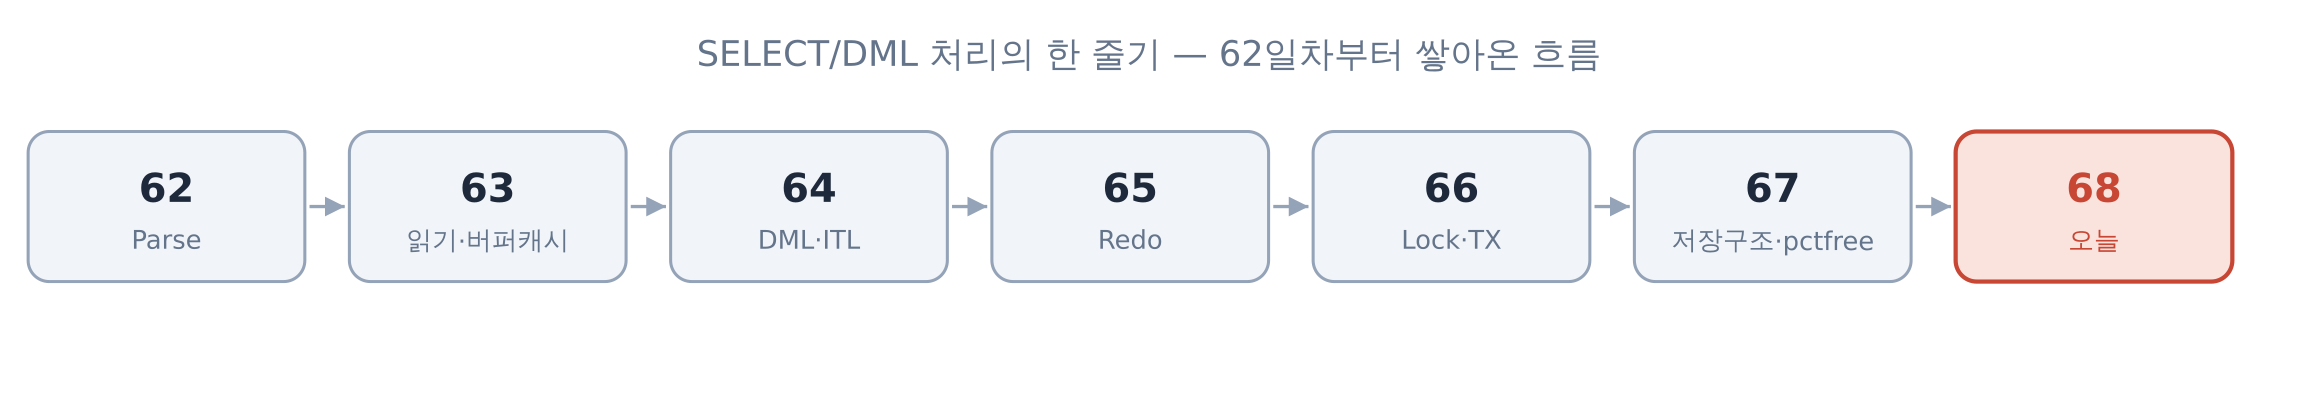 SELECT/DML 처리의 한 줄기 — 62일차부터 쌓아온 흐름
62
Parse
63
읽기·버퍼캐시
64
DML·ITL
65
Redo
66
Lock·TX
67
저장구조·pctfree
68
오늘